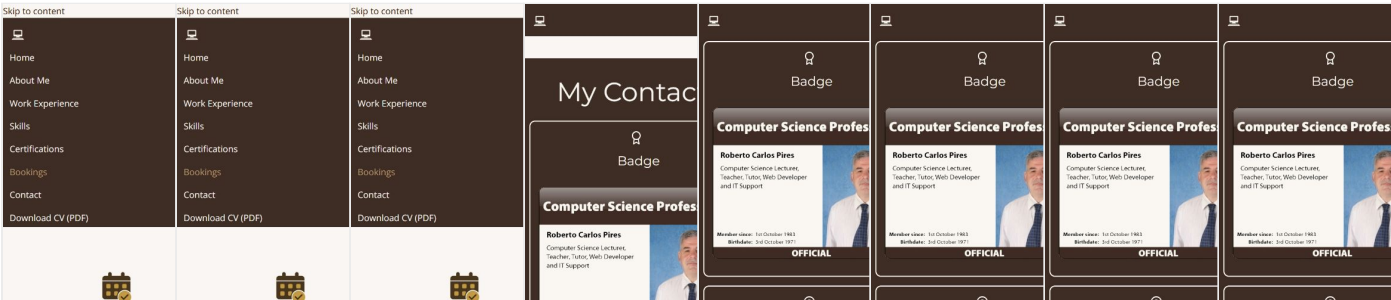 Skip to content
Home
About Me
Work Experience
Skills
Certifications
Bookings
Contact
Download CV (PDF)
Skip to content
Home
About Me
Work Experience
Skills
Certifications
Bookings
Contact
Download CV (PDF)
Skip to content
Home
About Me
Work Experience
Skills
Certifications
Bookings
Contact
Download CV (PDF)
My Contac
Badge
Computer Science Profes
Roberto Carlos Pires
Computer Science Lecturer,
Teacher, Tutor, Web Developer
and IT Support
Badge
Computer Science Profes
Roberto Carlos Pires
Computer Science Lecturer,
Teacher, Tutor, Web Developer
and IT Support
Member since: 1st October 1983
Birthdate: 3rd October 1971
OFFICIAL
Badge
Computer Science Profes
Roberto Carlos Pires
Computer Science Lecturer,
Teacher, Tutor, Web Developer
and IT Support
Member since: 1st October 1983
Birthdate: 3rd October 1971
OFFICIAL
Badge
Computer Science Profes
Roberto Carlos Pires
Computer Science Lecturer,
Teacher, Tutor, Web Developer
and IT Support
Member since: 1st October 1983
Birthdate: 3rd October 1971
OFFICIAL
Badge
Computer Science Profes
Roberto Carlos Pires
Computer Science Lecturer,
Teacher, Tutor, Web Developer
and IT Support
Member since: 1st October 1983
Birthdate: 3rd October 1971
OFFICIAL